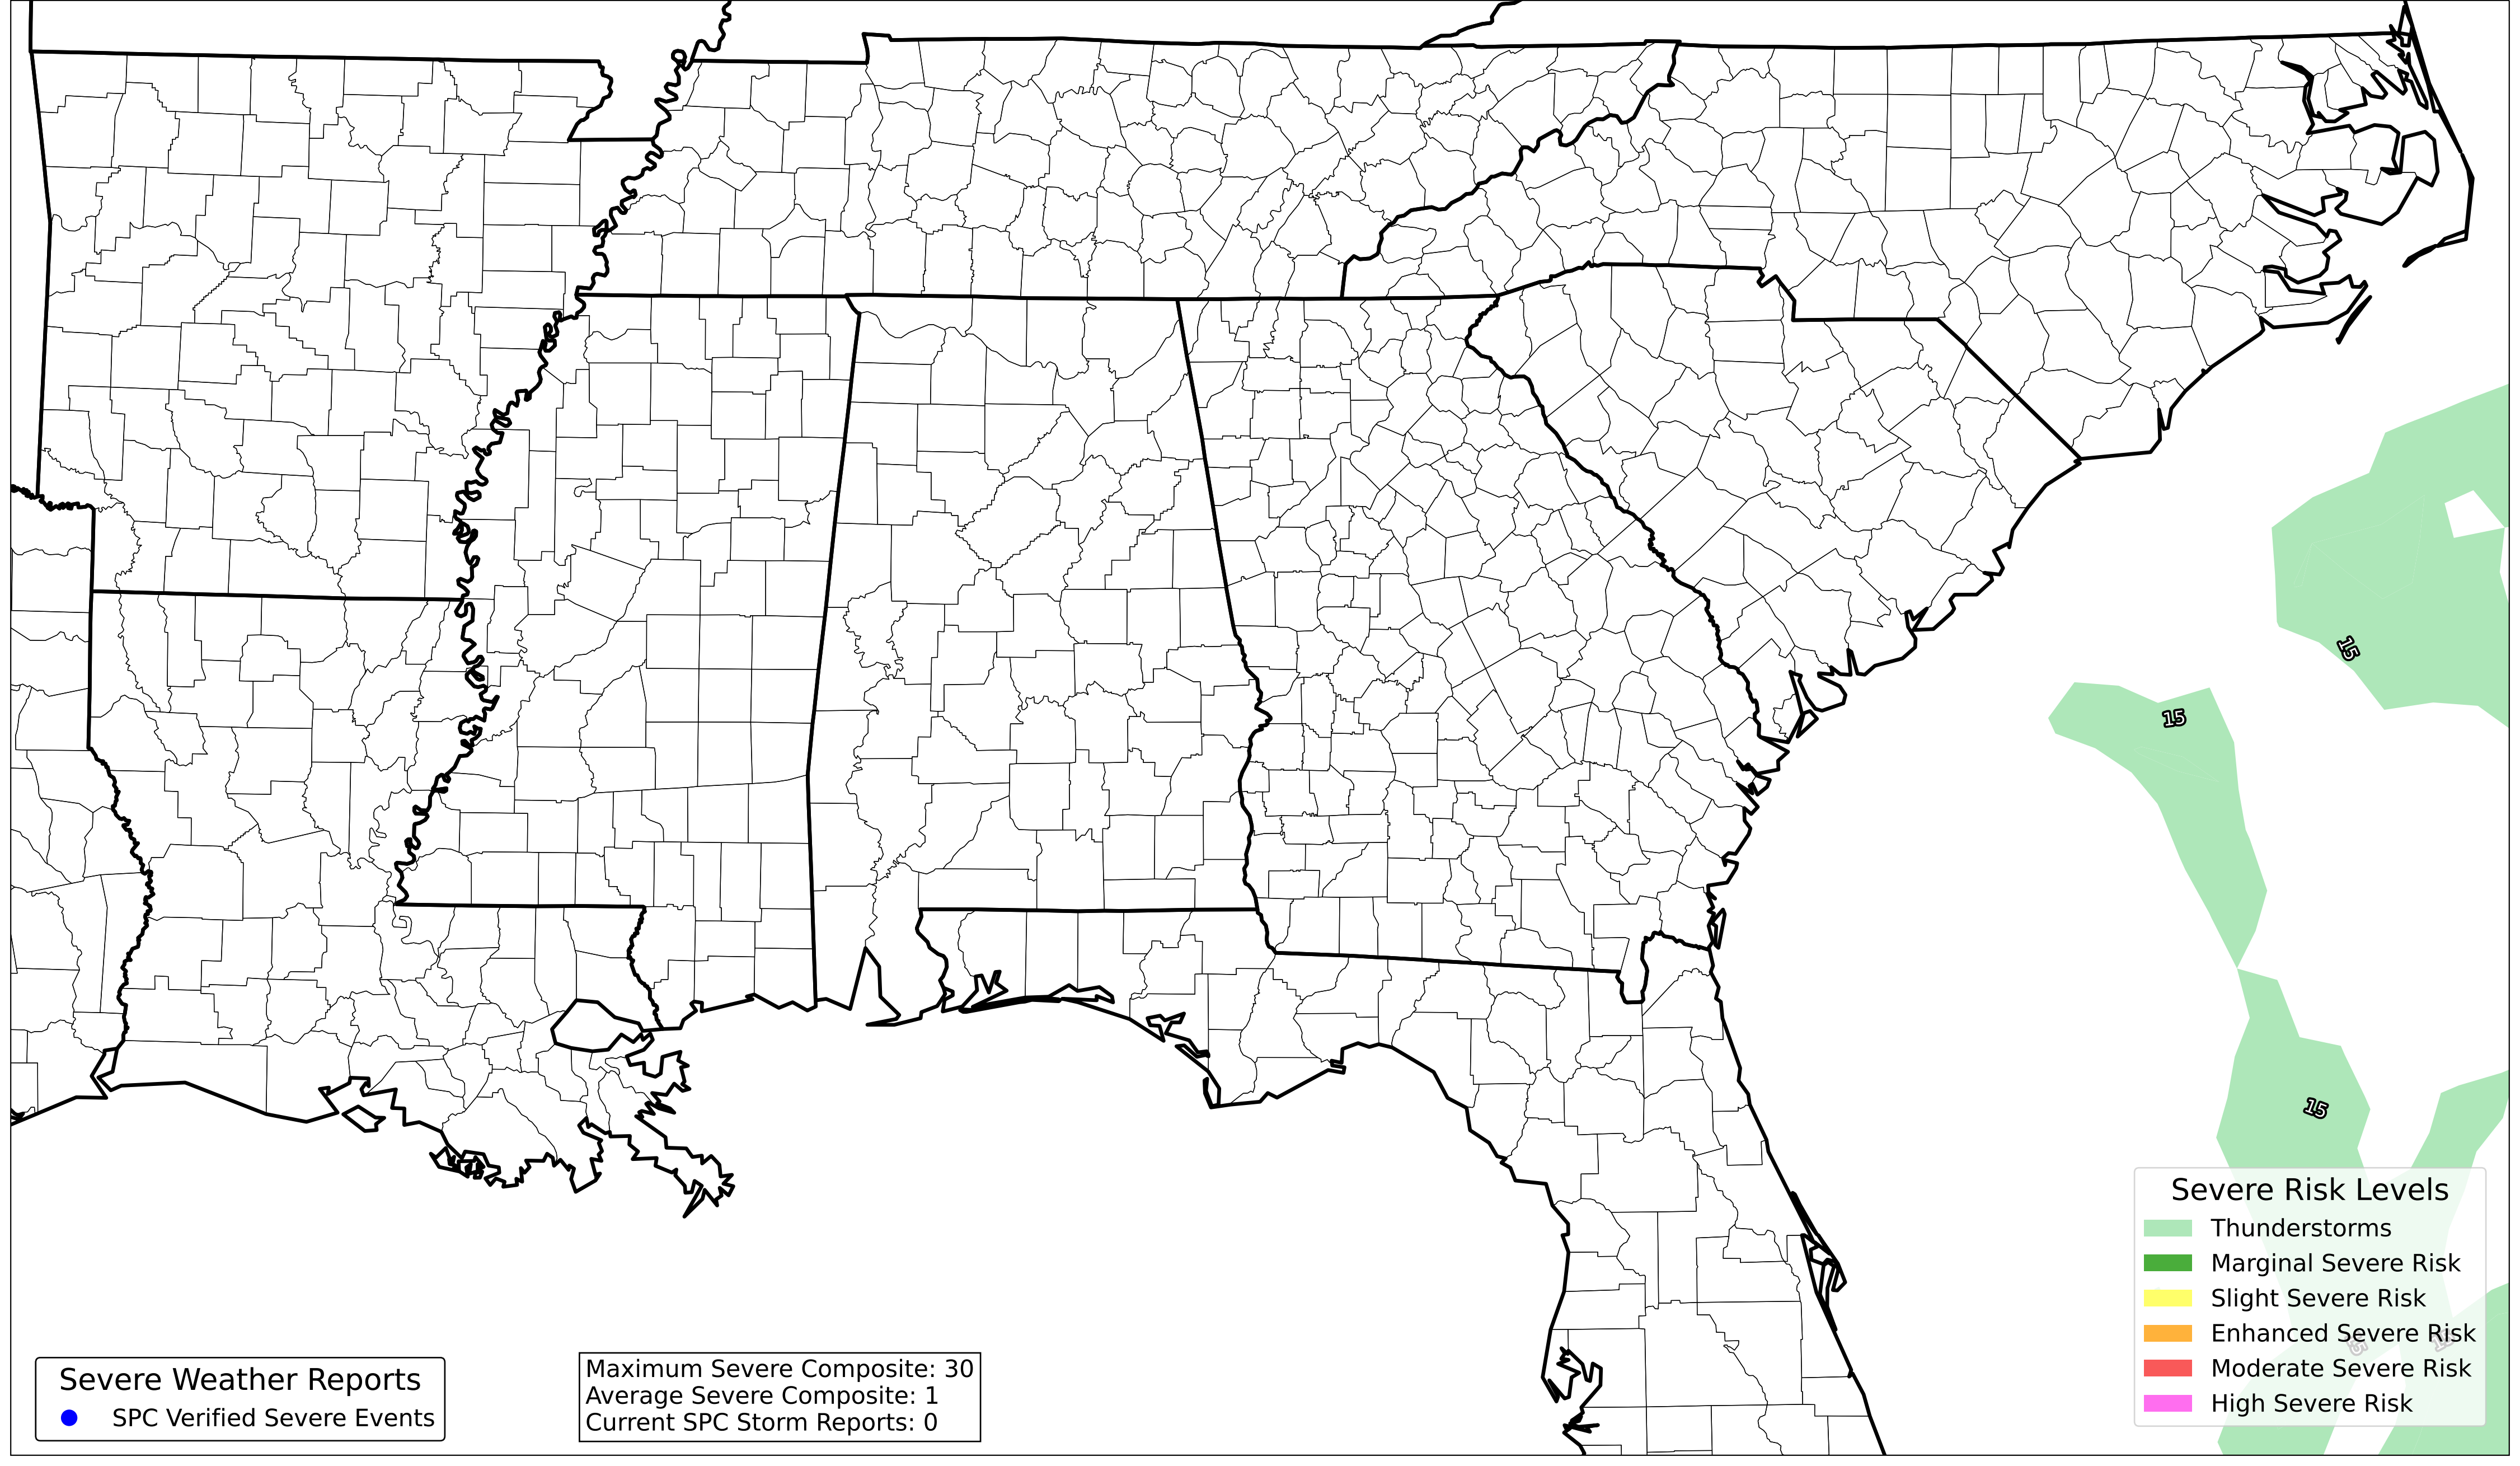 15
15
15
Severe Risk Levels
Thunderstorms
Marginal Severe Risk
Slight Severe Risk
Enhanced Severe Risk
Moderate Severe Risk
High Severe Risk
Severe Weather Reports
SPC Verified Severe Events
Maximum Severe Composite: 30
Average Severe Composite: 1
Current SPC Storm Reports: 0